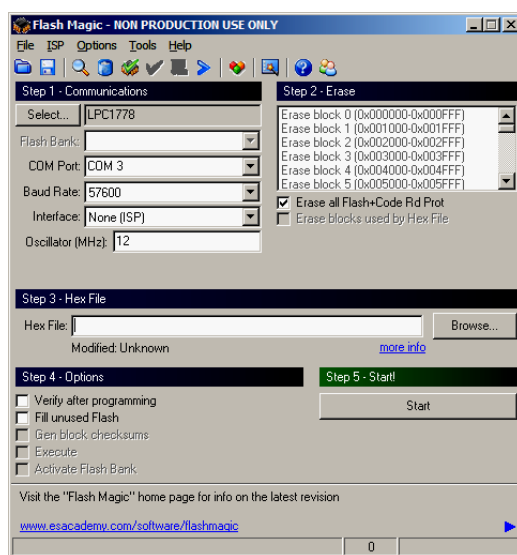 Flash Magic - NON PRODUCTION USE ONLY
File ISP Options Tools Help
Step 1 - Communications
Select... LPC1778
Flash Bank:
COM Port: COM 3
Baud Rate: 57600
Interface: None (ISP)
Oscillator (MHz): 12
Step 2 - Erase
Erase block 0 (0x000000-0x000FFF)
Erase block 1 (0x001000-0x001FFF)
Erase block 2 (0x002000-0x002FFF)
Erase block 3 (0x003000-0x003FFF)
Erase block 4 (0x004000-0x004FFF)
Erase block 5 (0x005000-0x005FFF)
Erase all Flash+Code Rd Prot
Erase blocks used by Hex File
Step 3 - Hex File
Hex File: Browse...
Modified: Unknown more info
Step 4 - Options
Verify after programming
Fill unused Flash
Gen block checksums
Execute
Activate Flash Bank
Step 5 - Start!
Start
Visit the "Flash Magic" home page for info on the latest revision
www.esacademy.com/software/flashmagic
0